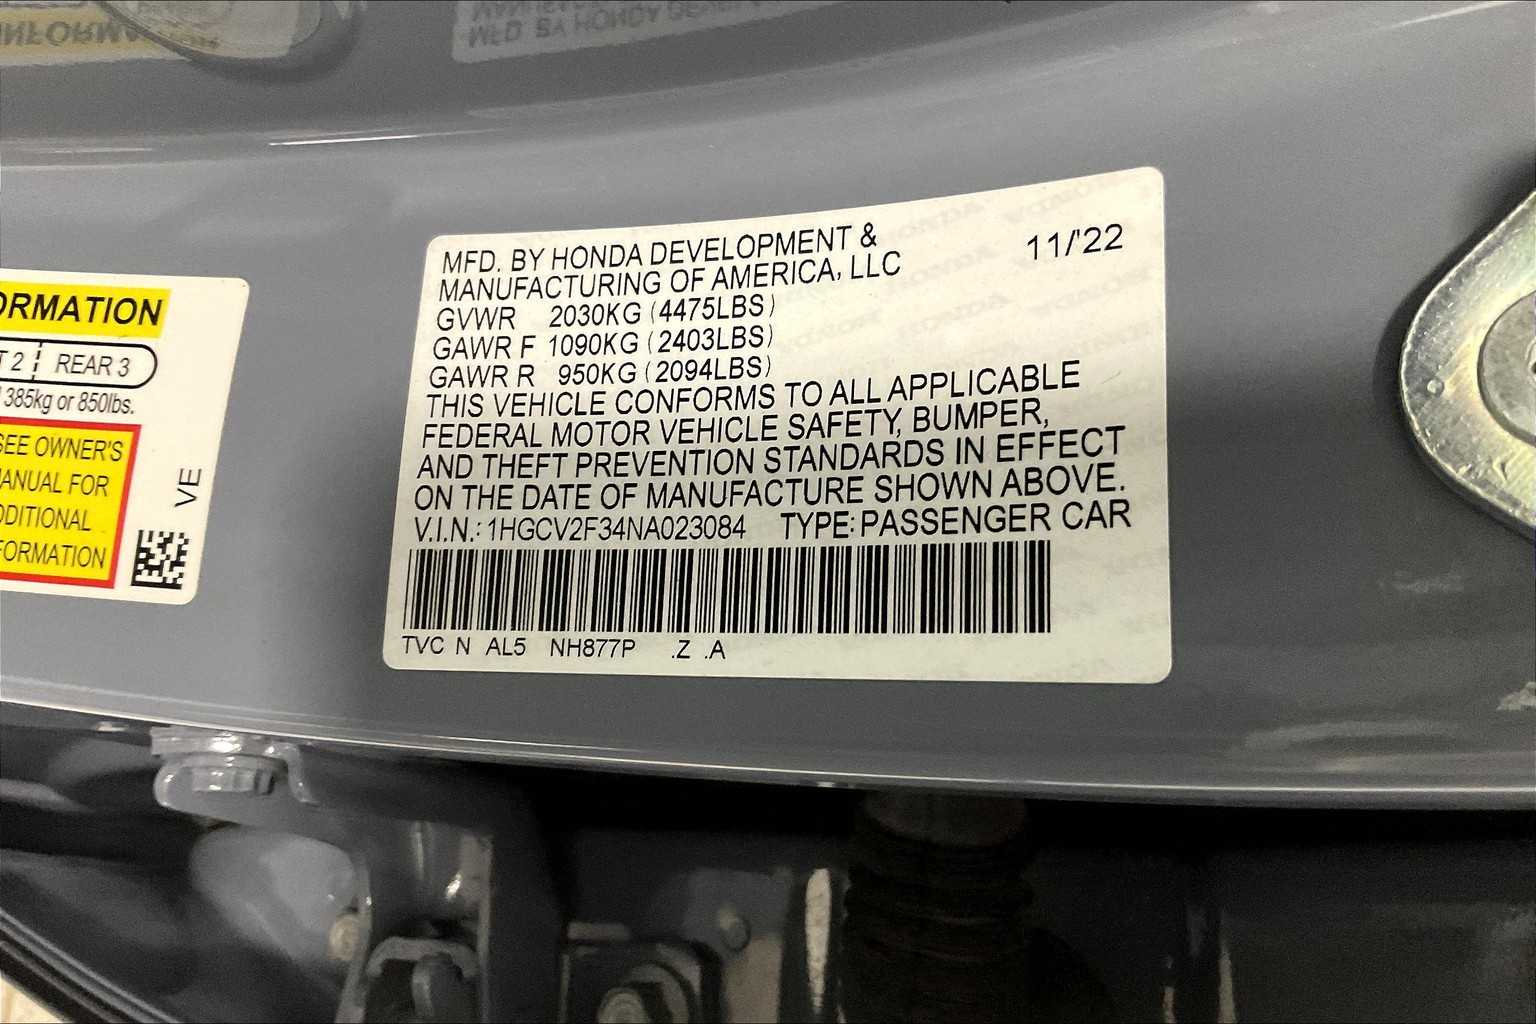 MFD. BY HONDA DEVELOPMENT &
MANUFACTURING OF AMERICA, LLC
11/'22
GVWR 2030KG (4475LBS)
GAWR F 1090KG (2403LBS)
GAWR R 950KG (2094LBS)
THIS VEHICLE CONFORMS TO ALL APPLICABLE
FEDERAL MOTOR VEHICLE SAFETY, BUMPER,
AND THEFT PREVENTION STANDARDS IN EFFECT
ON THE DATE OF MANUFACTURE SHOWN ABOVE.
V.I.N.: 1HGCV2F34NA023084 TYPE: PASSENGER CAR
TVC N AL5 NH877P .Z .A
ORMATION
T 2 REAR 3
385kg or 850lbs.
SEE OWNER'S
ANUAL FOR
DDITIONAL
FORMATION
VE